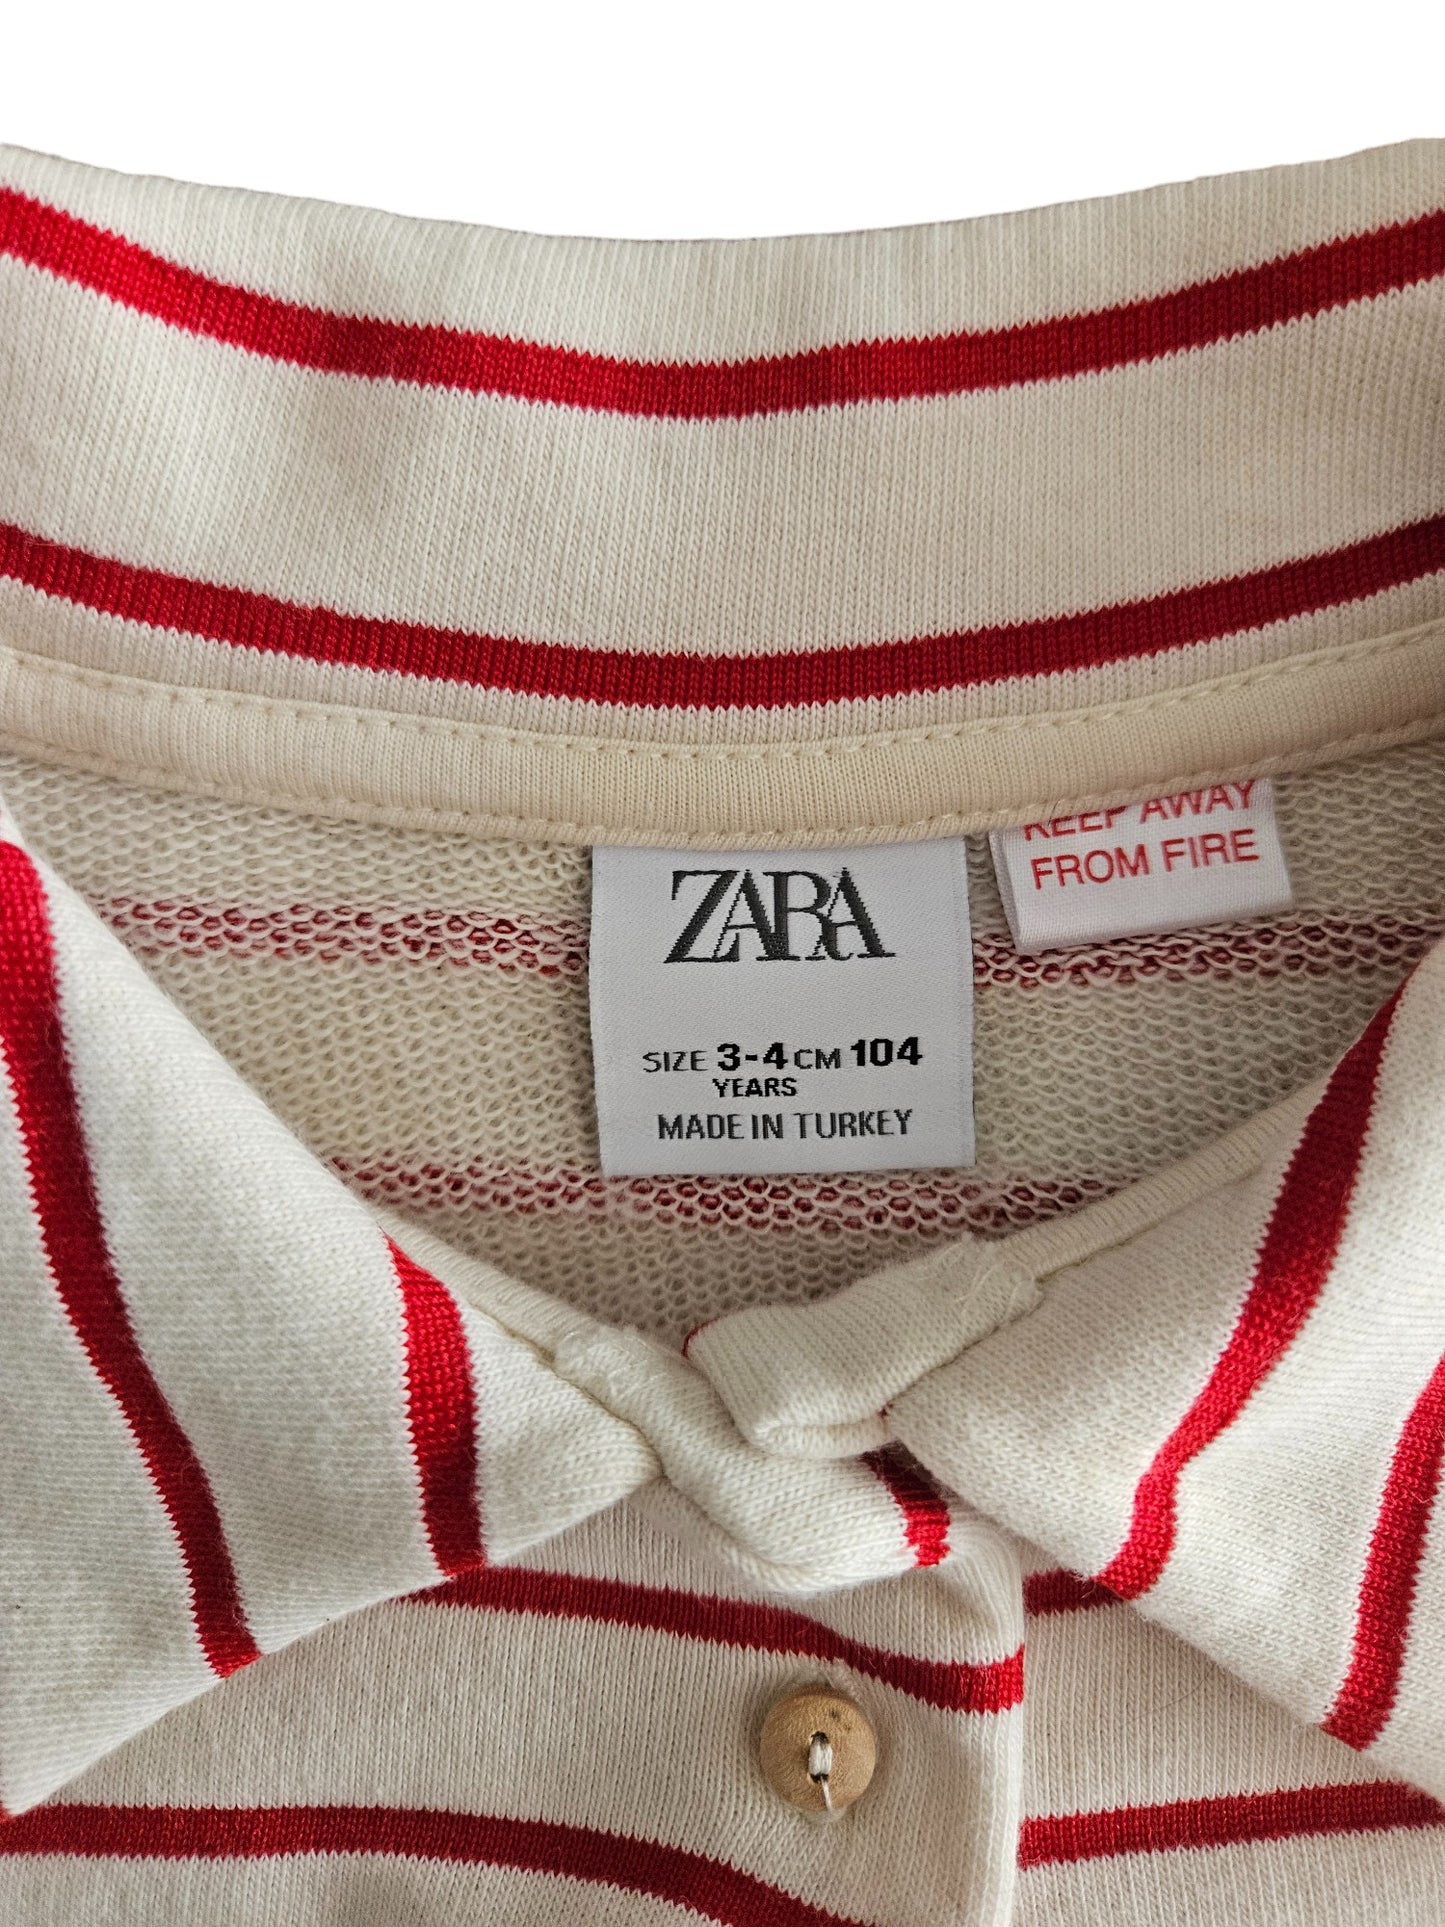 KEEP AWAY
FROM FIRE
ZARA
SIZE 3-4 CM 104
YEARS
MADE IN TURKEY